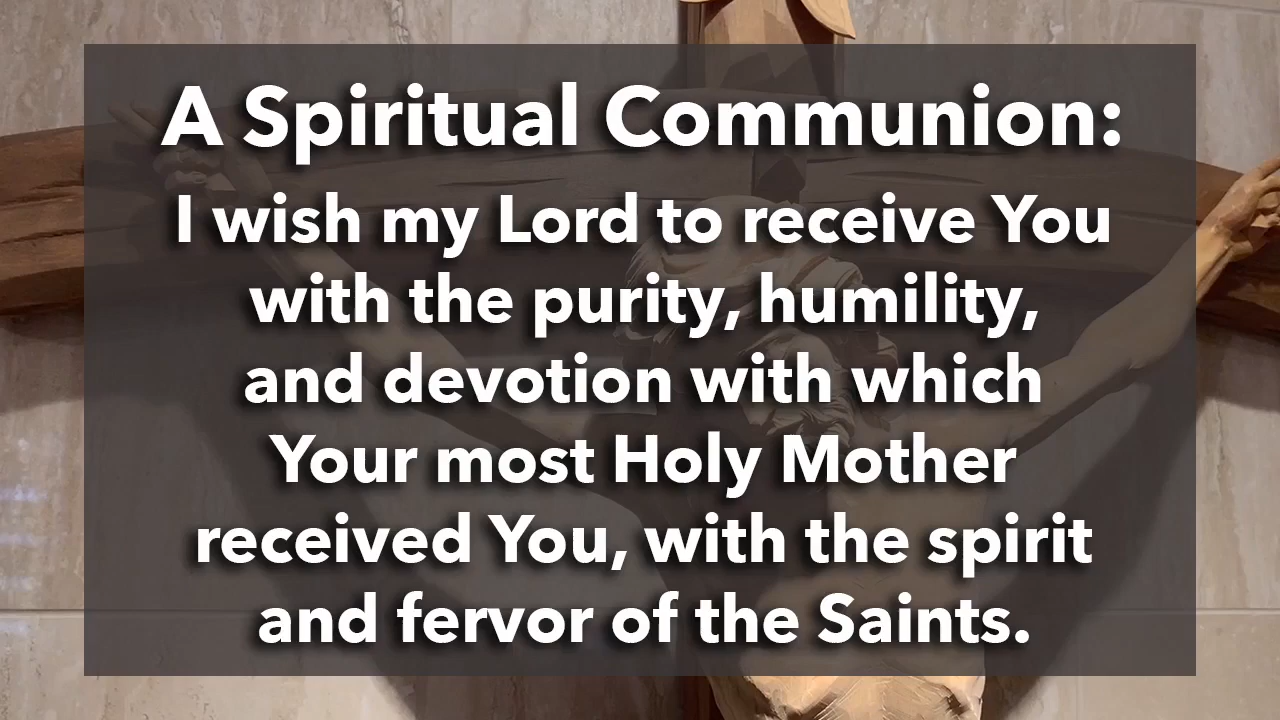 A Spiritual Communion:
I wish my Lord to receive You
with the purity, humility,
and devotion with which
Your most Holy Mother
received You, with the spirit
and fervor of the Saints.